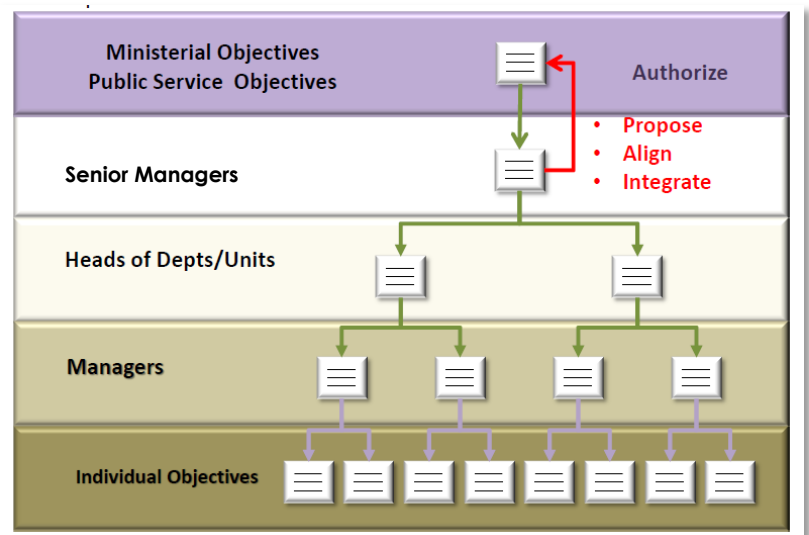 Ministerial Objectives
Public Service Objectives
Authorize
• Propose
• Align
• Integrate
Senior Managers
Heads of Depts/Units
Managers
Individual Objectives